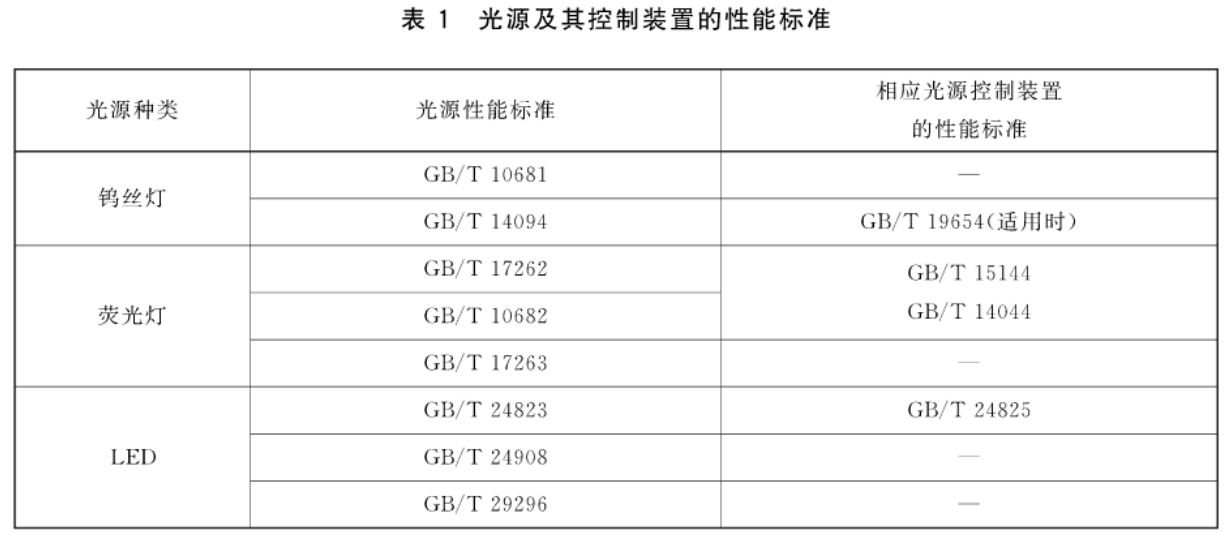 表 1 光源及其控制装置的性能标准
光源种类 光源性能标准 相应光源控制装置
的性能标准
钨丝灯 GB/T 10681 —
GB/T 14094 GB/T 19654(适用时)
荧光灯 GB/T 17262 GB/T 15144
GB/T 10682 GB/T 14044
GB/T 17263 —
LED GB/T 24823 GB/T 24825
GB/T 24908 —
GB/T 29296 —